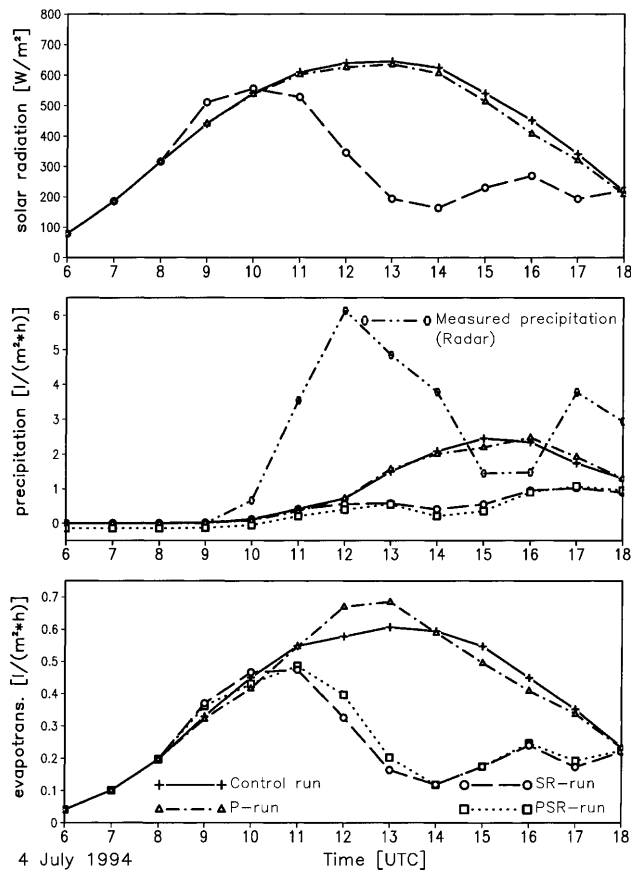 800
700
600
500
400
300
200
100
0
solar radiation [W/m²]
6 7 8 9 10 11 12 13 14 15 16 17 18
6
5
4
3
2
1
0
precipitation [l/(m²*h)]
Measured precipitation
(Radar)
6 7 8 9 10 11 12 13 14 15 16 17 18
0.7
0.6
0.5
0.4
0.3
0.2
0.1
0
evapotrans. [l/(m²*h)]
Control run
SR-run
P-run
PSR-run
6 7 8 9 10 11 12 13 14 15 16 17 18
4 July 1994
Time [UTC]